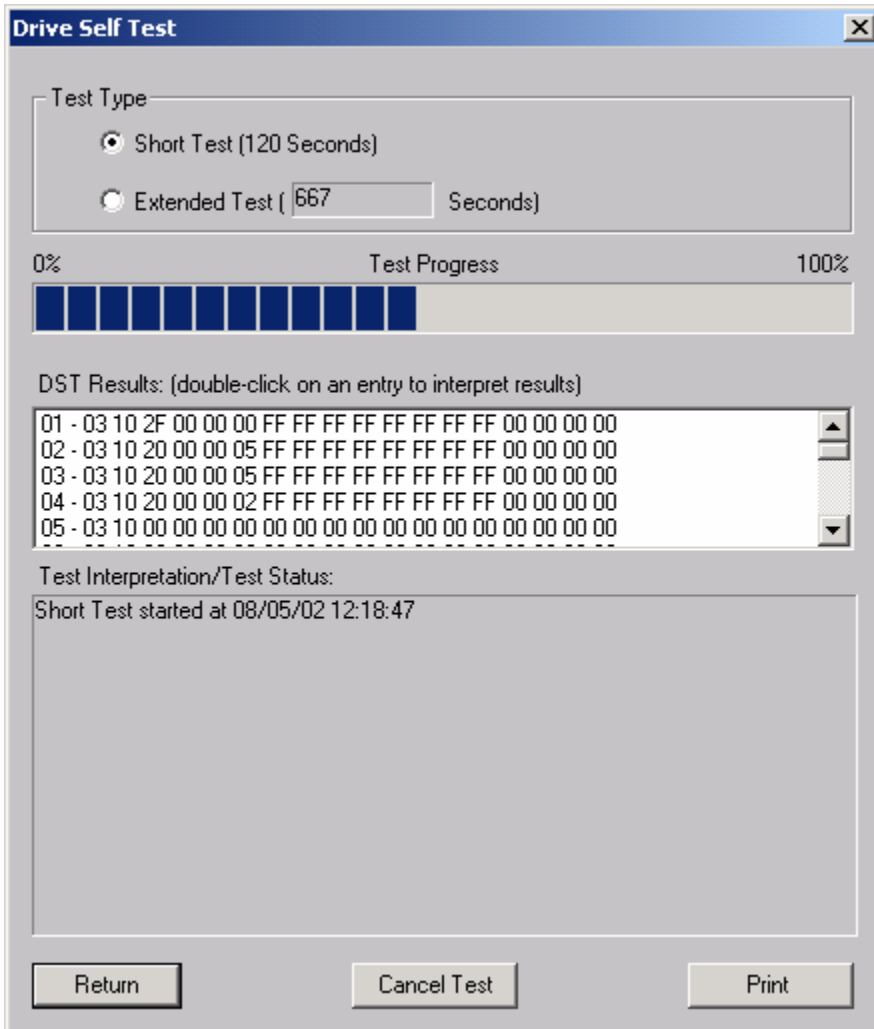 Drive Self Test
Test Type
Short Test (120 Seconds)
Extended Test ( 667 Seconds)
0% Test Progress 100%
DST Results: (double-click on an entry to interpret results)
01 - 03 10 2F 00 00 00 FF FF FF FF FF FF FF FF 00 00 00 00
02 - 03 10 20 00 00 05 FF FF FF FF FF FF FF FF 00 00 00 00
03 - 03 10 20 00 00 05 FF FF FF FF FF FF FF FF 00 00 00 00
04 - 03 10 20 00 00 02 FF FF FF FF FF FF FF FF 00 00 00 00
05 - 03 10 00 00 00 00 00 00 00 00 00 00 00 00 00 00 00 00
Test Interpretation/Test Status:
Short Test started at 08/05/02 12:18:47
Return Cancel Test Print